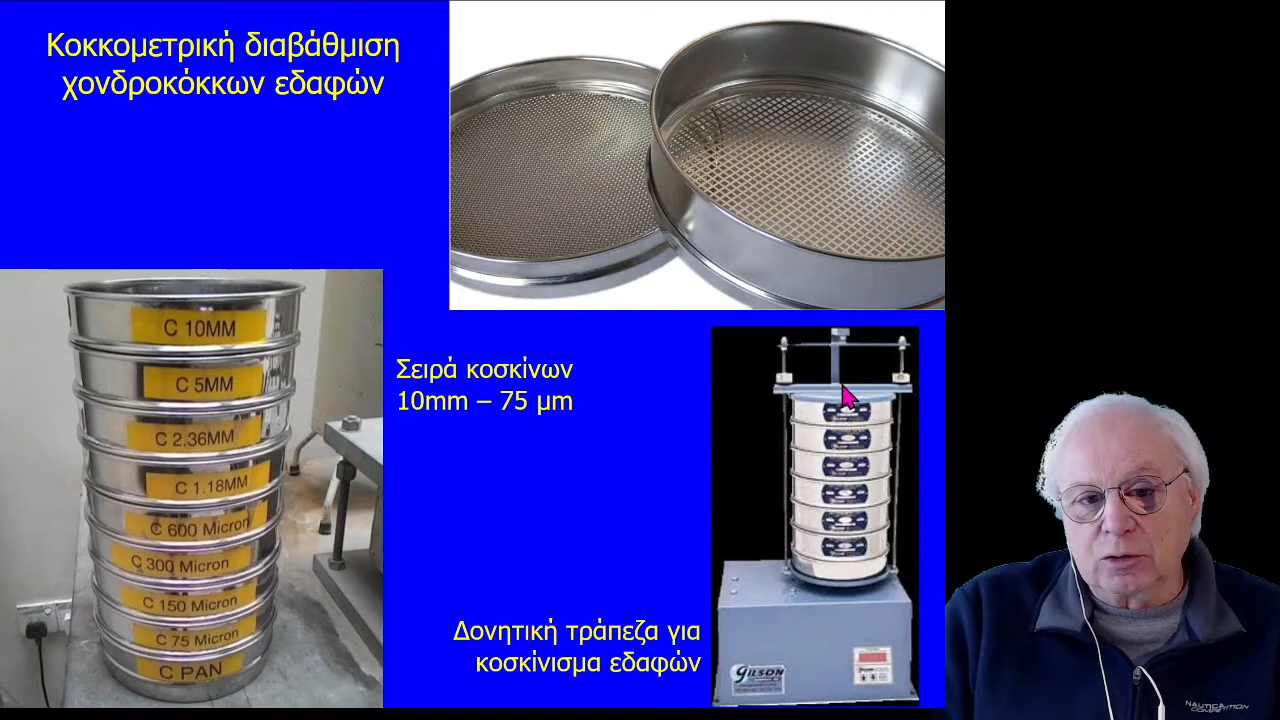 Κοκκομετρική διαβάθμιση
χονδροκόκκων εδαφών
C 10MM
C 5MM
C 2.36MM
C 1.18MM
C 600 Micron
C 300 Micron
C 150 Micron
C 75 Micron
C PAN
Σειρά κοσκίνων
10mm – 75 μm
Δονητική τράπεζα για
κοσκίνισμα εδαφών
GILSON
NAUTICA